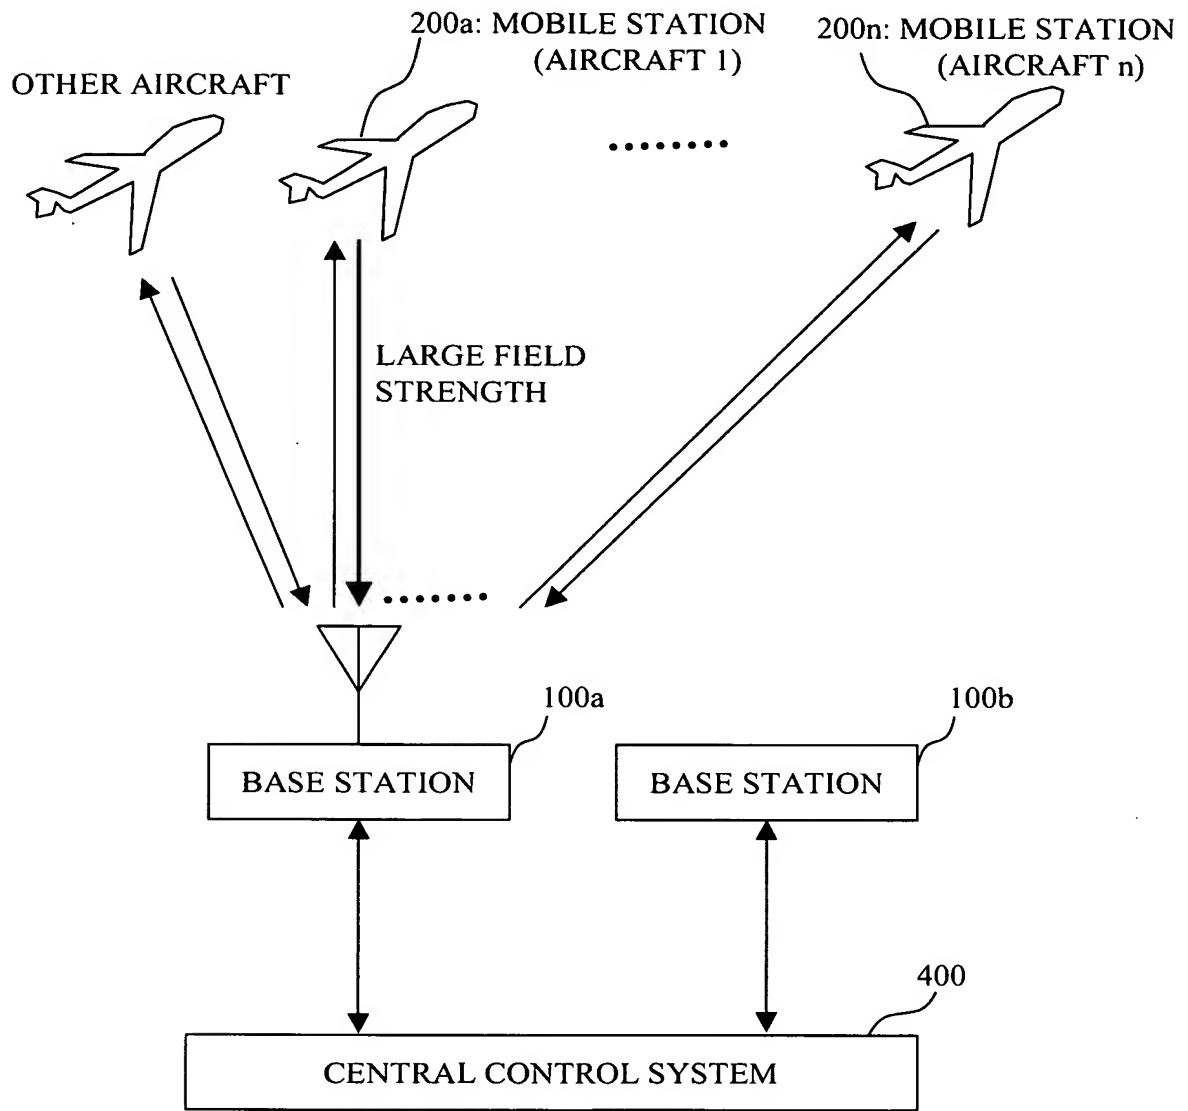 200a: MOBILE STATION
(AIRCRAFT 1)
200n: MOBILE STATION
(AIRCRAFT n)
OTHER AIRCRAFT
LARGE FIELD
STRENGTH
100a
100b
BASE STATION
BASE STATION
400
CENTRAL CONTROL SYSTEM